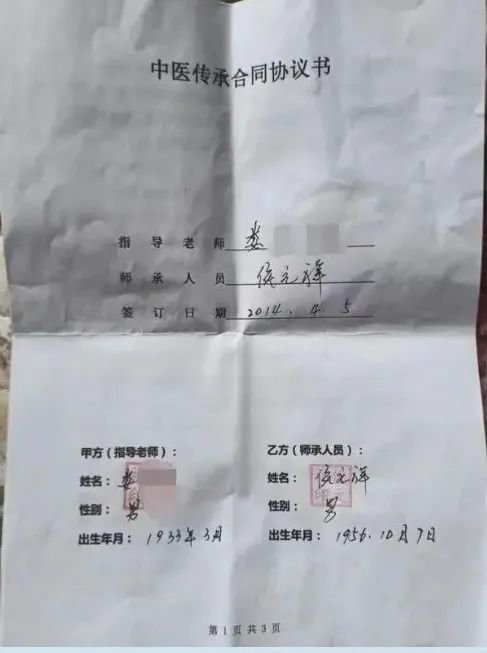 中医传承合同协议书
指导老师 娄
师承人员 侯元祥
签订日期 2014.4.5
甲方(指导老师):
姓名: 娄
性别: 男
出生年月: 1933年3月
乙方(师承人员):
姓名: 侯元祥
性别: 男
出生年月: 1956.10月7日
第 1 页 共 3 页